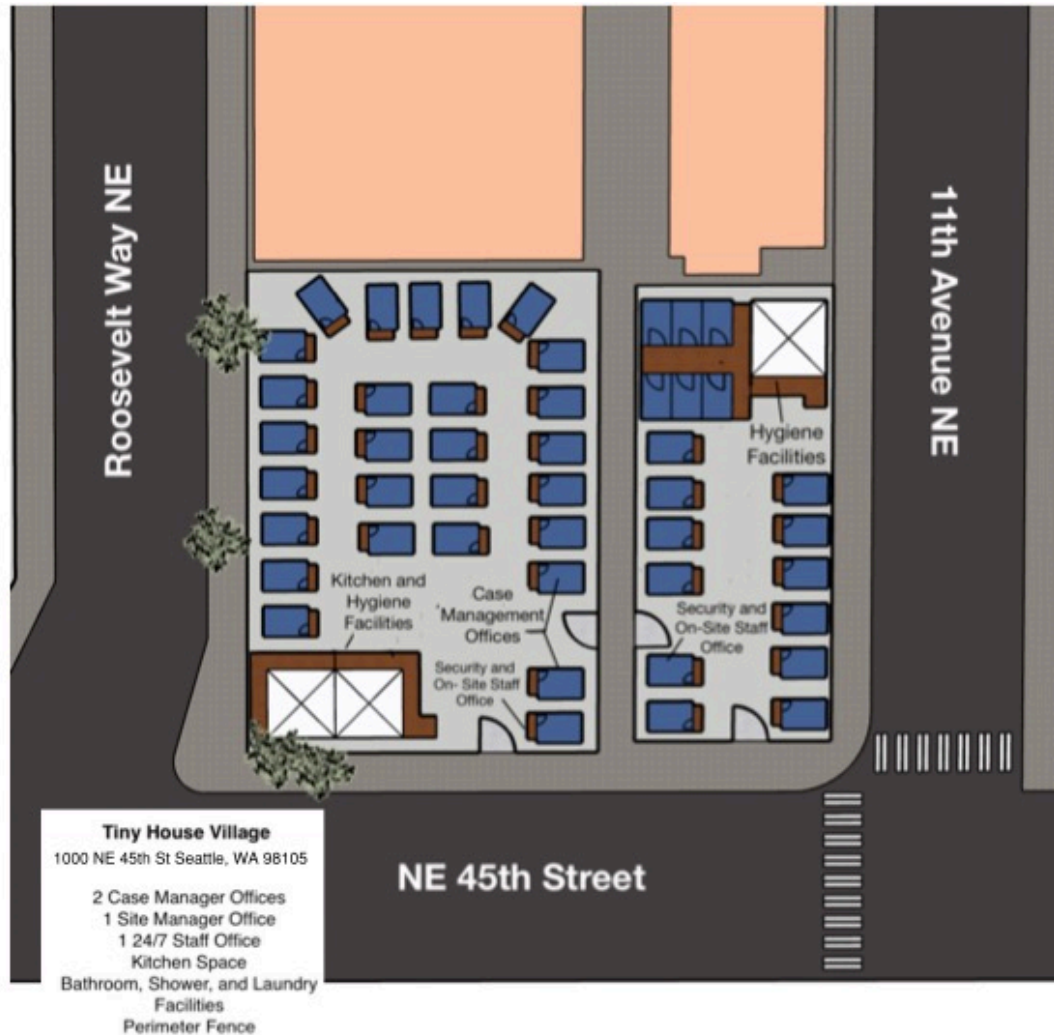 Roosevelt Way NE
11th Avenue NE
Hygiene
Facilities
Kitchen and
Hygiene
Facilities
Case
Management
Offices
Security and
On-Site Staff
Office
Security and
On- Site Staff
Office
NE 45th Street
Tiny House Village
1000 NE 45th St Seattle, WA 98105
2 Case Manager Offices
1 Site Manager Office
1 24/7 Staff Office
Kitchen Space
Bathroom, Shower, and Laundry
Facilities
Perimeter Fence